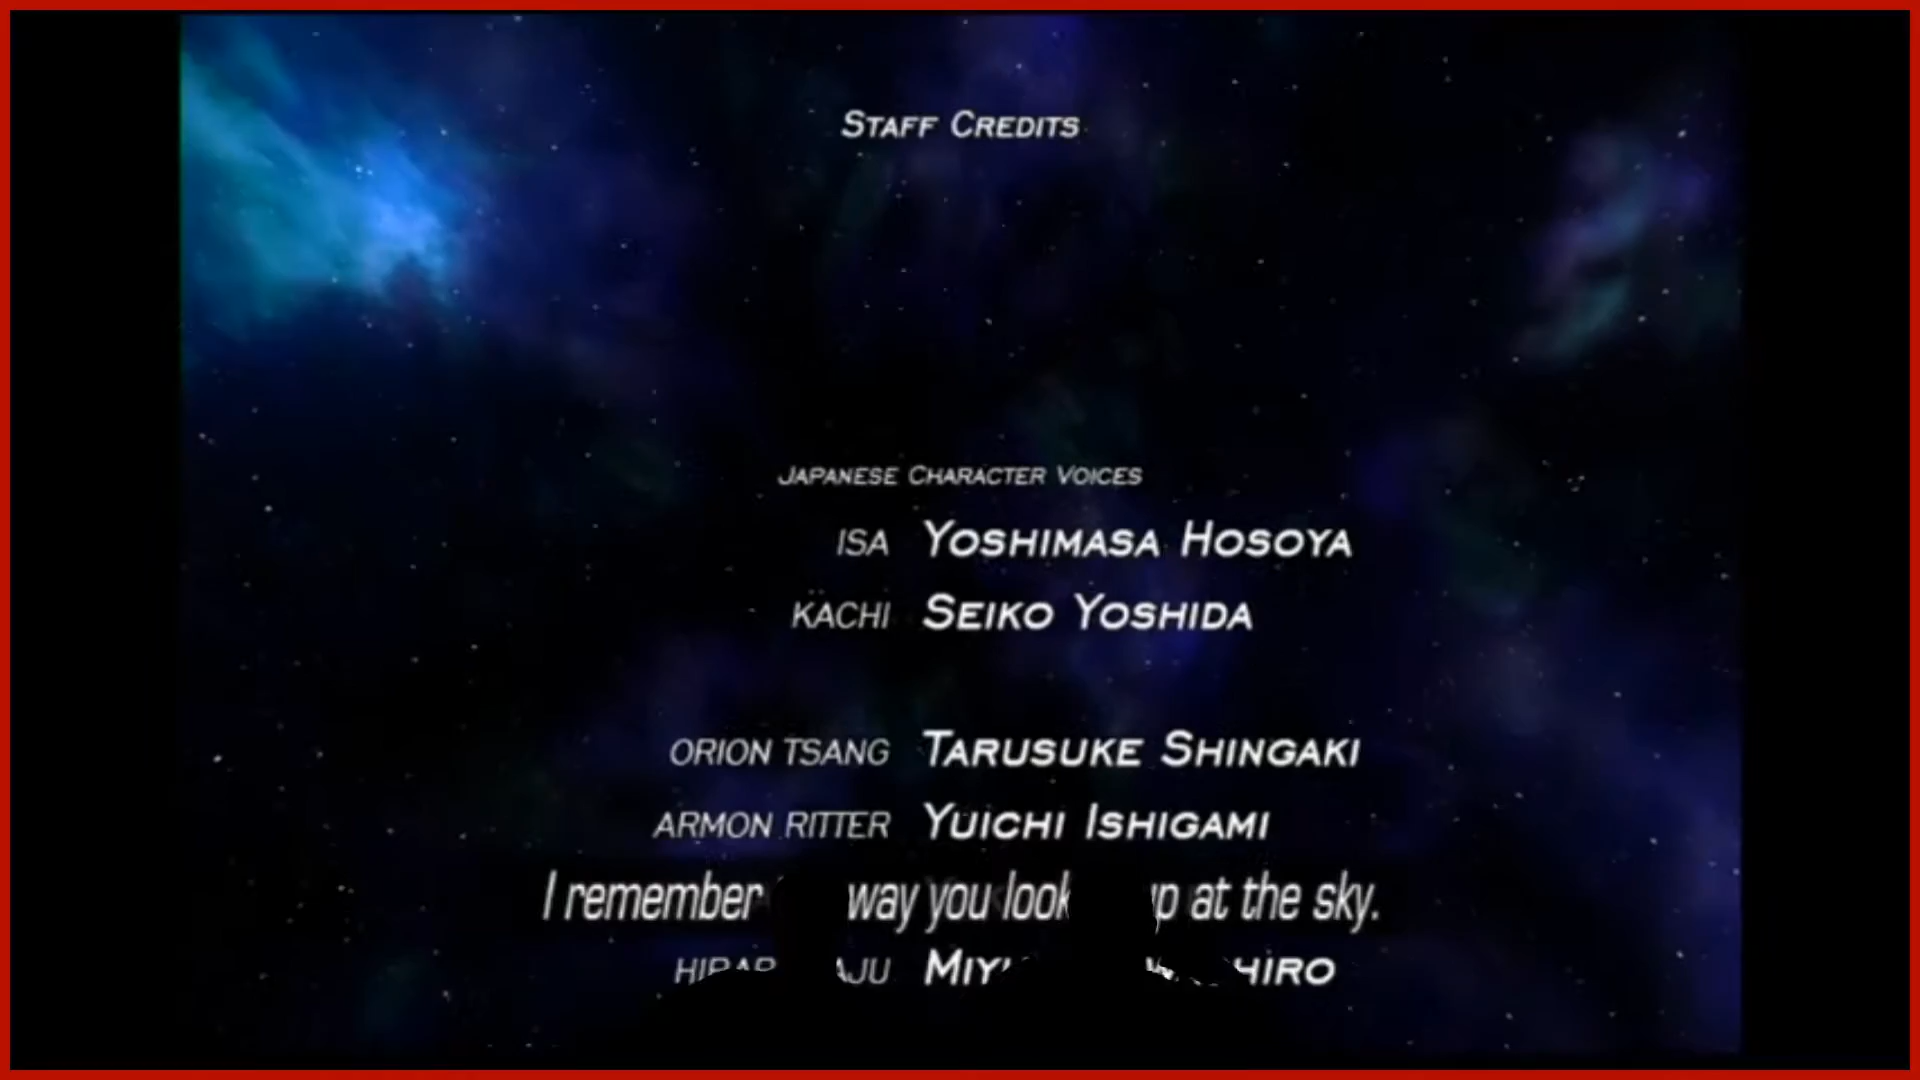 STAFF CREDITS
JAPANESE CHARACTER VOICES
ISA YOSHIMASA HOSOYA
KACHI SEIKO YOSHIDA
ORION TSANG TARUSUKE SHINGAKI
ARMON RITTER YUICHI ISHIGAMI
I remember way you look up at the sky.